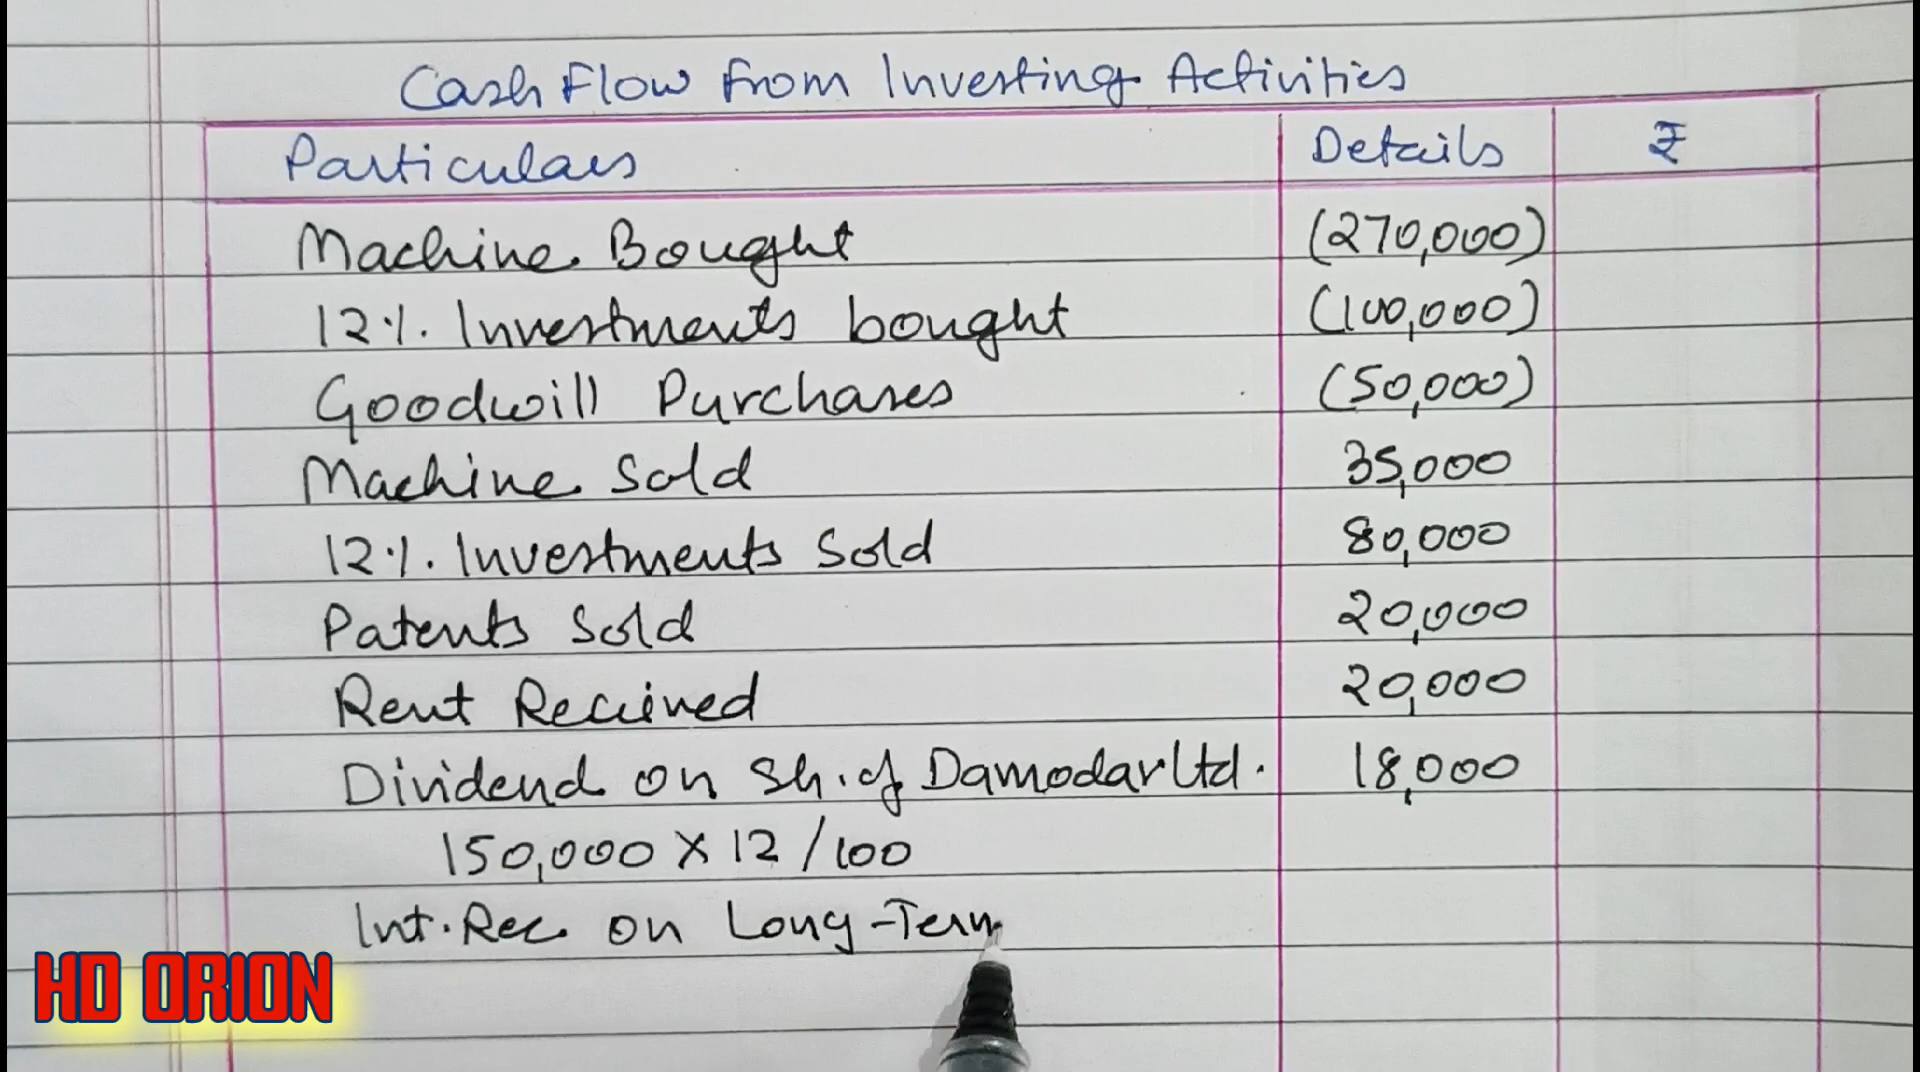 Cash Flow from Investing Activities
Particulars Details ₹
Machine Bought (270,000)
12%. Investments bought (100,000)
Goodwill Purchases (50,000)
Machine Sold 35,000
12%. Investments Sold 80,000
Patents Sold 20,000
Rent Received 20,000
Dividend on Sh. of Damodar Ltd. 18,000
150,000 × 12/100
Int. Rec. on Long-Term
HD ORION